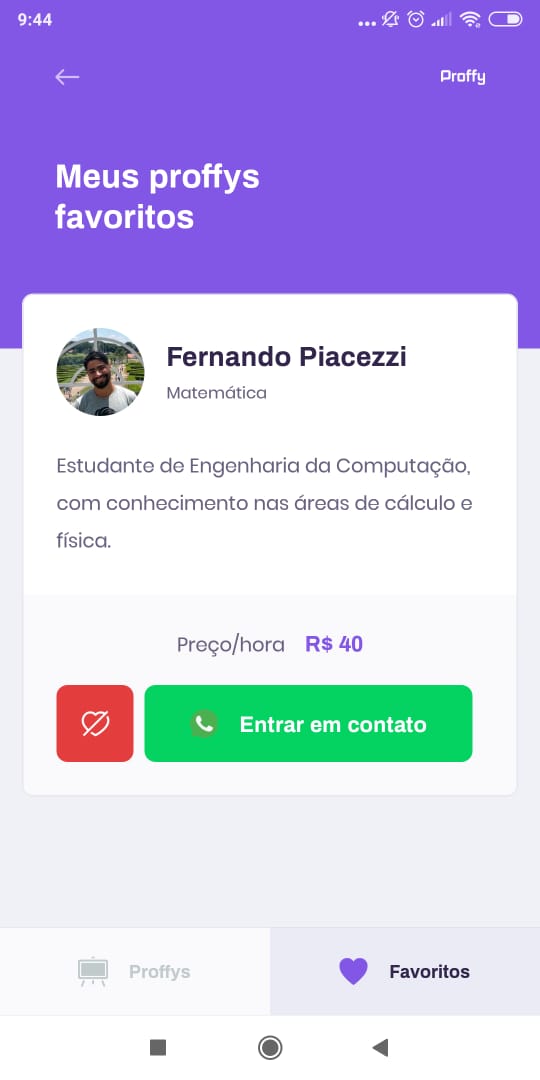 9:44
Proffy
Meus proffys
favoritos
Fernando Piacezzi
Matemática
Estudante de Engenharia da Computação,
com conhecimento nas áreas de cálculo e
física.
Preço/hora R$ 40
Entrar em contato
Proffys Favoritos